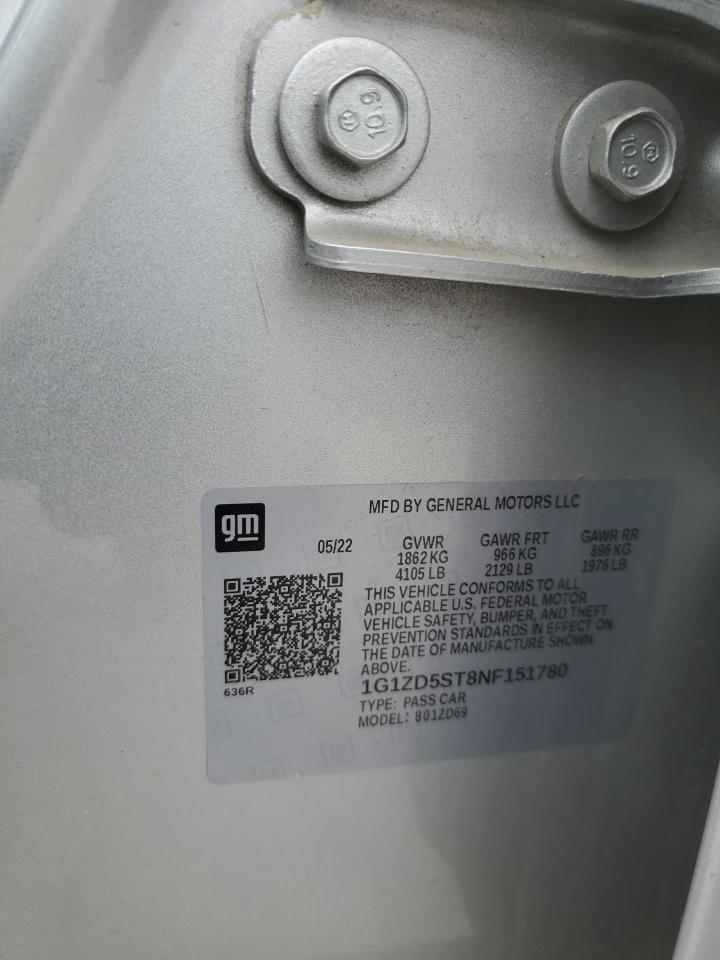 10.9
10.9
gm
MFD BY GENERAL MOTORS LLC
05/22
GVWR GAWR FRT GAWR RR
1862 KG 966 KG 896 KG
4105 LB 2129 LB 1976 LB
THIS VEHICLE CONFORMS TO ALL
APPLICABLE U.S. FEDERAL MOTOR
VEHICLE SAFETY, BUMPER, AND THEFT
PREVENTION STANDARDS IN EFFECT ON
THE DATE OF MANUFACTURE SHOWN
ABOVE.
636R
1G1ZD5ST8NF151780
TYPE: PASS CAR
MODEL: 801ZD69